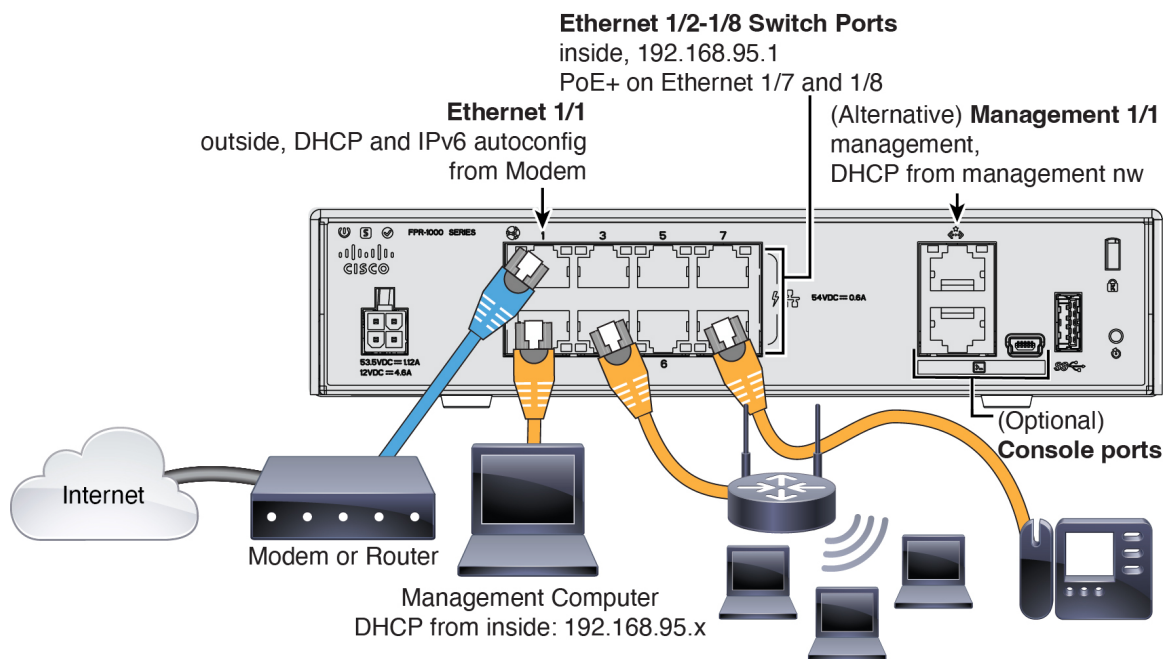 Ethernet 1/2-1/8 Switch Ports
inside, 192.168.95.1
PoE+ on Ethernet 1/7 and 1/8
Ethernet 1/1
outside, DHCP and IPv6 autoconfig
from Modem
(Alternative) Management 1/1
management,
DHCP from management nw
FPR-1000 SERIES
S
1 3 5 7
CISCO
54VDC⎓0.6A
53.5VDC⎓1.12A
12VDC⎓4.6A
6
SS
(Optional)
Console ports
Internet
Modem or Router
Management Computer
DHCP from inside: 192.168.95.x